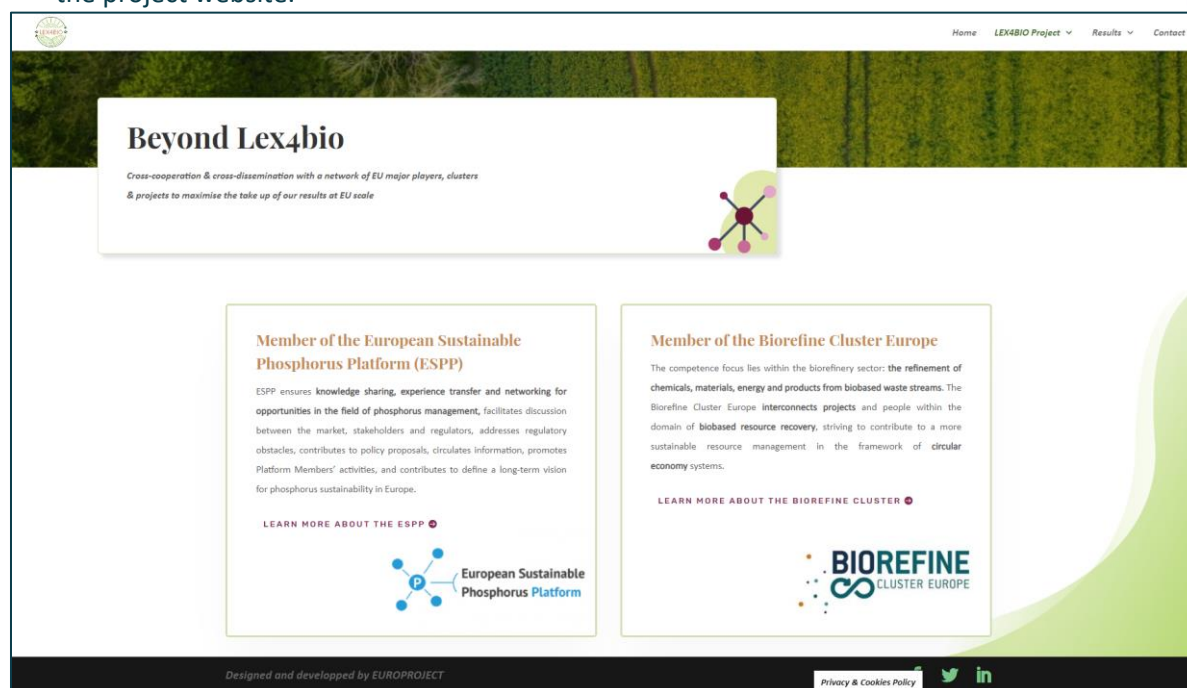 the project website.
LEX4BIO
Home LEX4BIO Project Results Contact
Beyond Lex4bio
Cross-cooperation & cross-dissemination with a network of EU major players, clusters
& projects to maximise the take up of our results at EU scale
Member of the European Sustainable
Phosphorus Platform (ESPP)
ESPP ensures knowledge sharing, experience transfer and networking for
opportunities in the field of phosphorus management, facilitates discussion
between the market, stakeholders and regulators, addresses regulatory
obstacles, contributes to policy proposals, circulates information, promotes
Platform Members' activities, and contributes to define a long-term vision
for phosphorus sustainability in Europe.
LEARN MORE ABOUT THE ESPP
P
European Sustainable
Phosphorus Platform
Member of the Biorefine Cluster Europe
The competence focus lies within the biorefinery sector: the refinement of
chemicals, materials, energy and products from biobased waste streams. The
Biorefine Cluster Europe interconnects projects and people within the
domain of biobased resource recovery, striving to contribute to a more
sustainable resource management in the framework of circular
economy systems.
LEARN MORE ABOUT THE BIOREFINE CLUSTER
BIOREFINE
CLUSTER EUROPE
Designed and developped by EUROPROJECT
Privacy & Cookies Policy
in